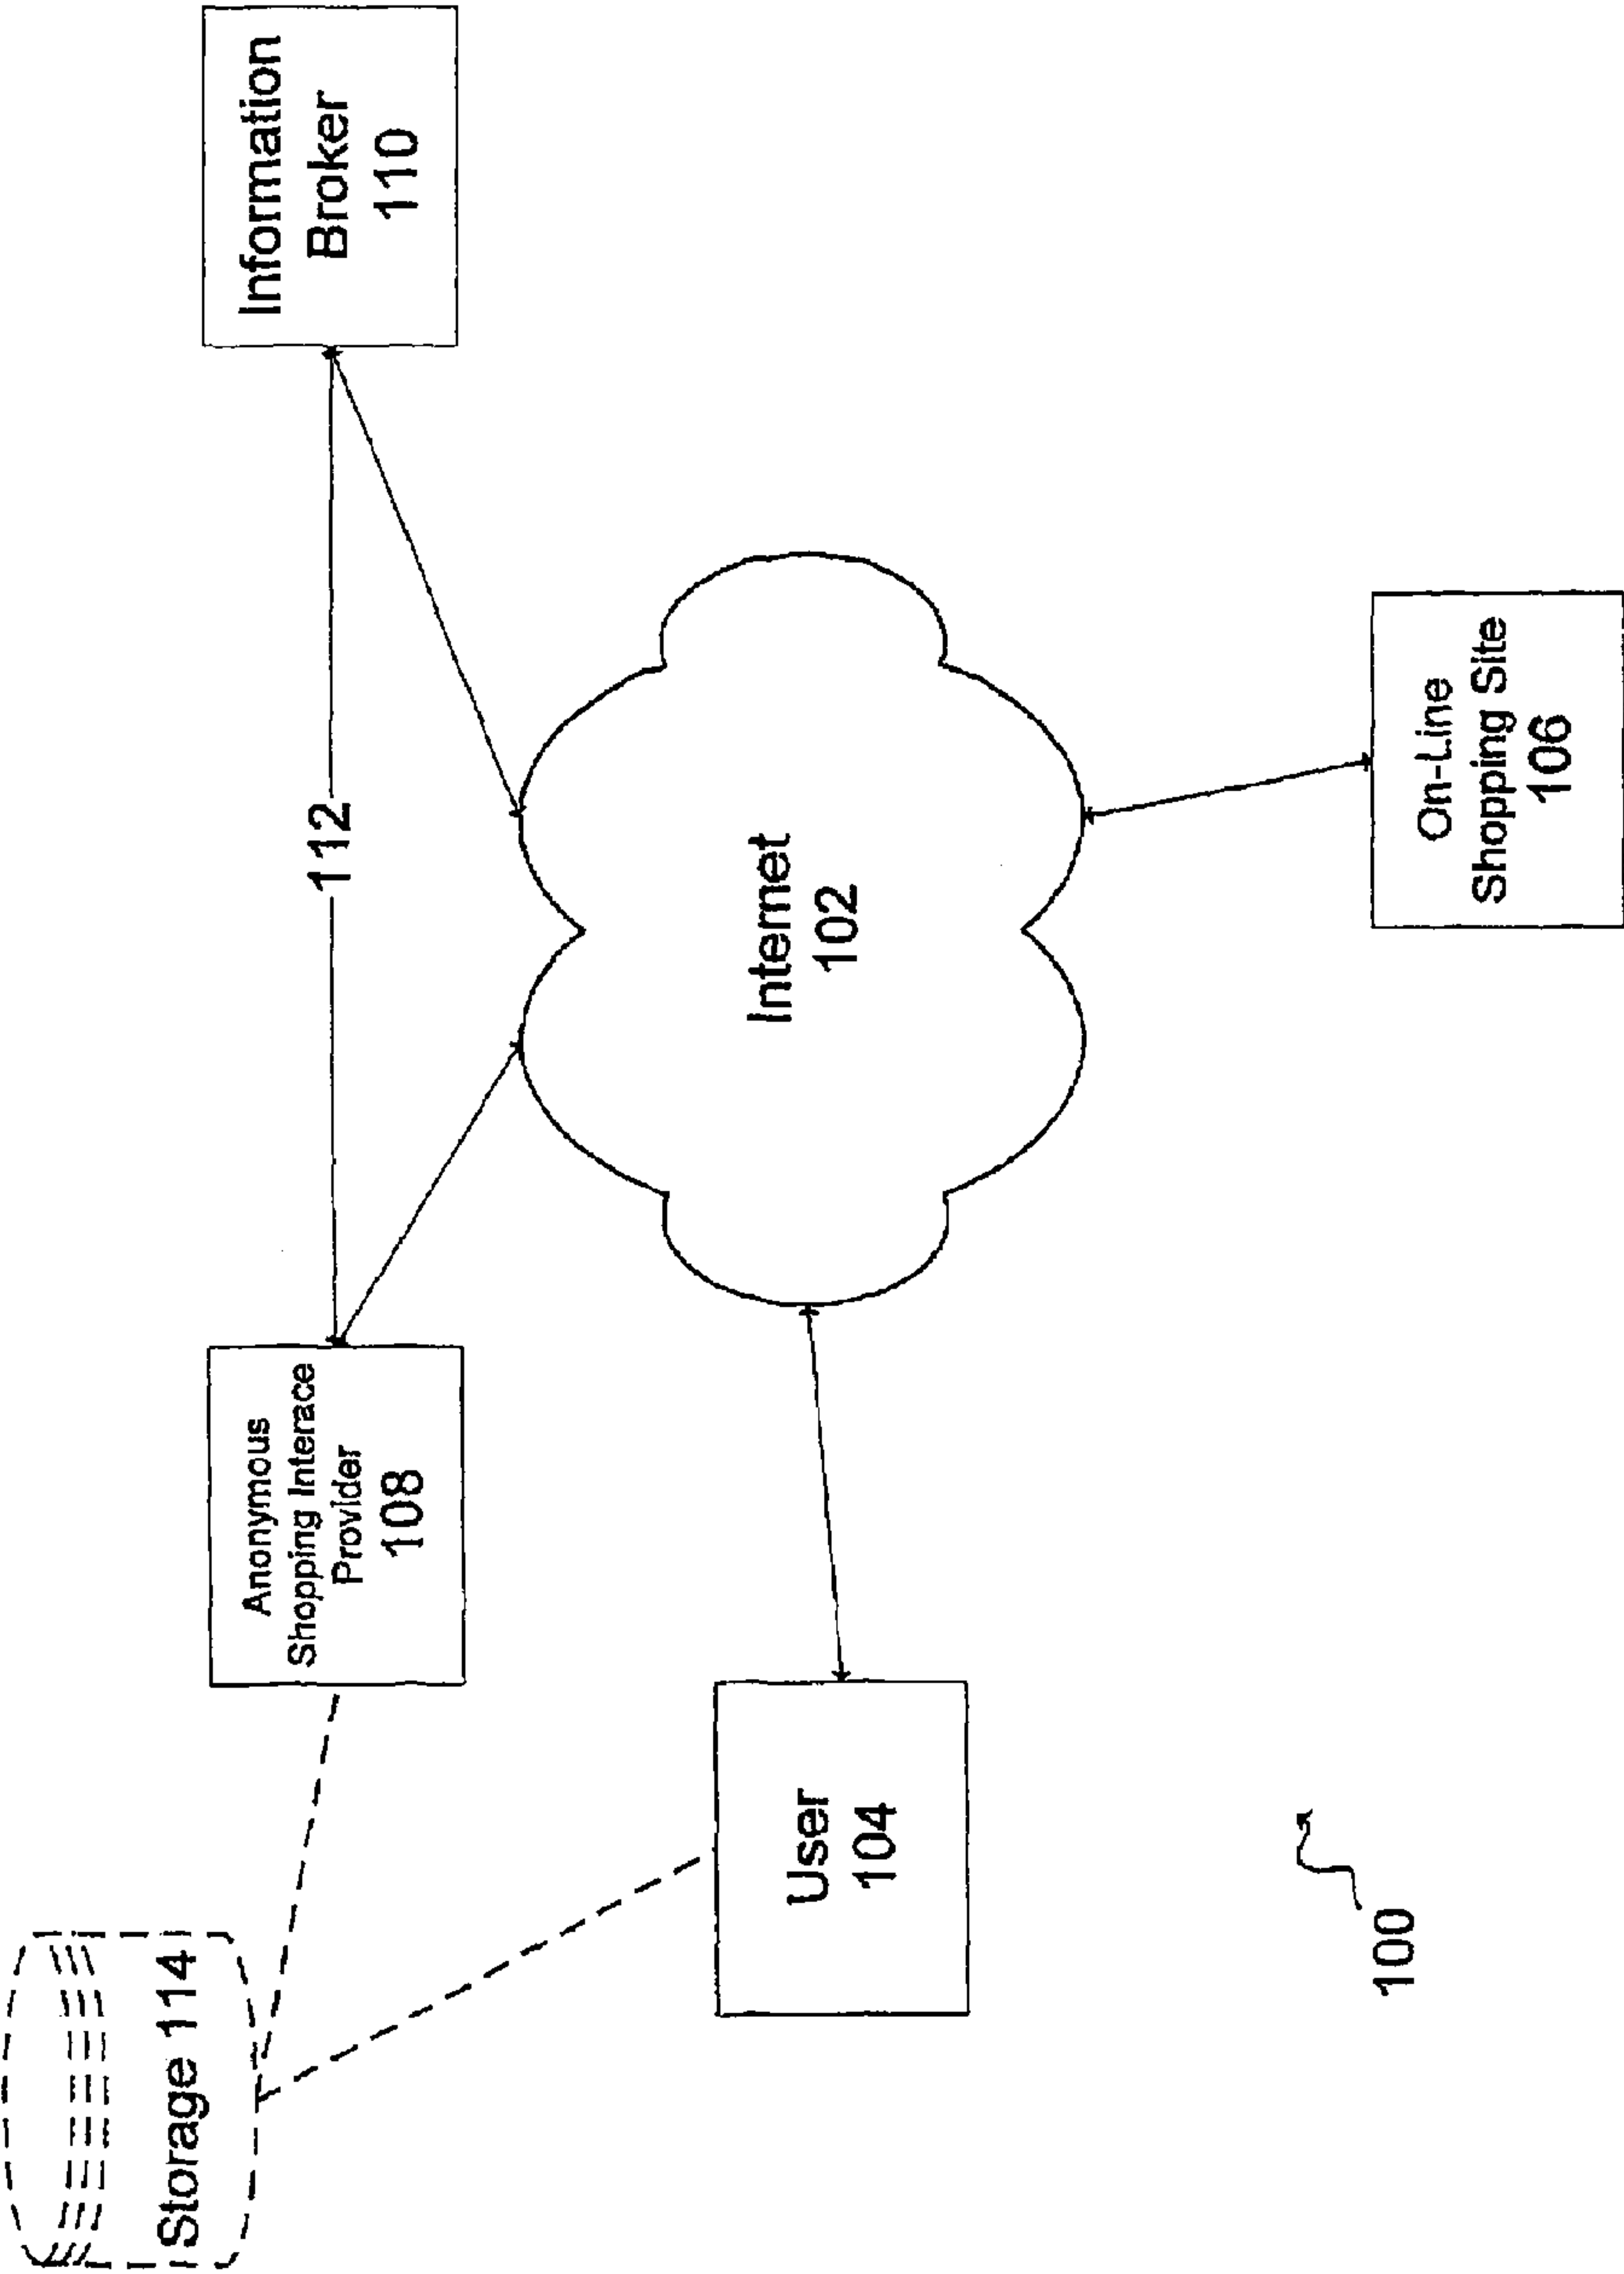 Storage 114
Anonymous
Shopping Interace
Provider
108
112
Information
Broker
110
User
104
Internet
102
On-Line
Shopping Site
106
100